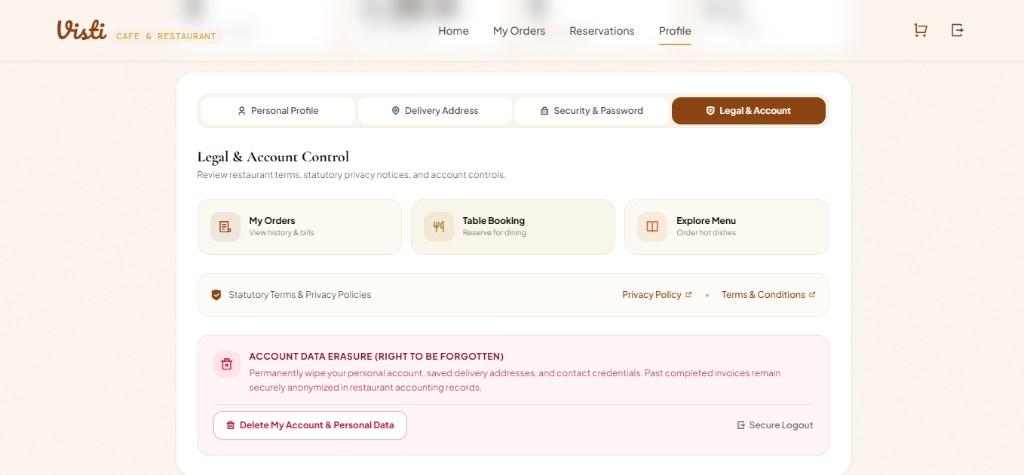 Visti CAFE & RESTAURANT
Home My Orders Reservations Profile
Personal Profile Delivery Address Security & Password Legal & Account
Legal & Account Control
Review restaurant terms, statutory privacy notices, and account controls.
My Orders
View history & bills
Table Booking
Reserve for dining
Explore Menu
Order hot dishes
Statutory Terms & Privacy Policies Privacy Policy • Terms & Conditions
ACCOUNT DATA ERASURE (RIGHT TO BE FORGOTTEN)
Permanently wipe your personal account, saved delivery addresses, and contact credentials. Past completed invoices remain
securely anonymized in restaurant accounting records.
Delete My Account & Personal Data Secure Logout